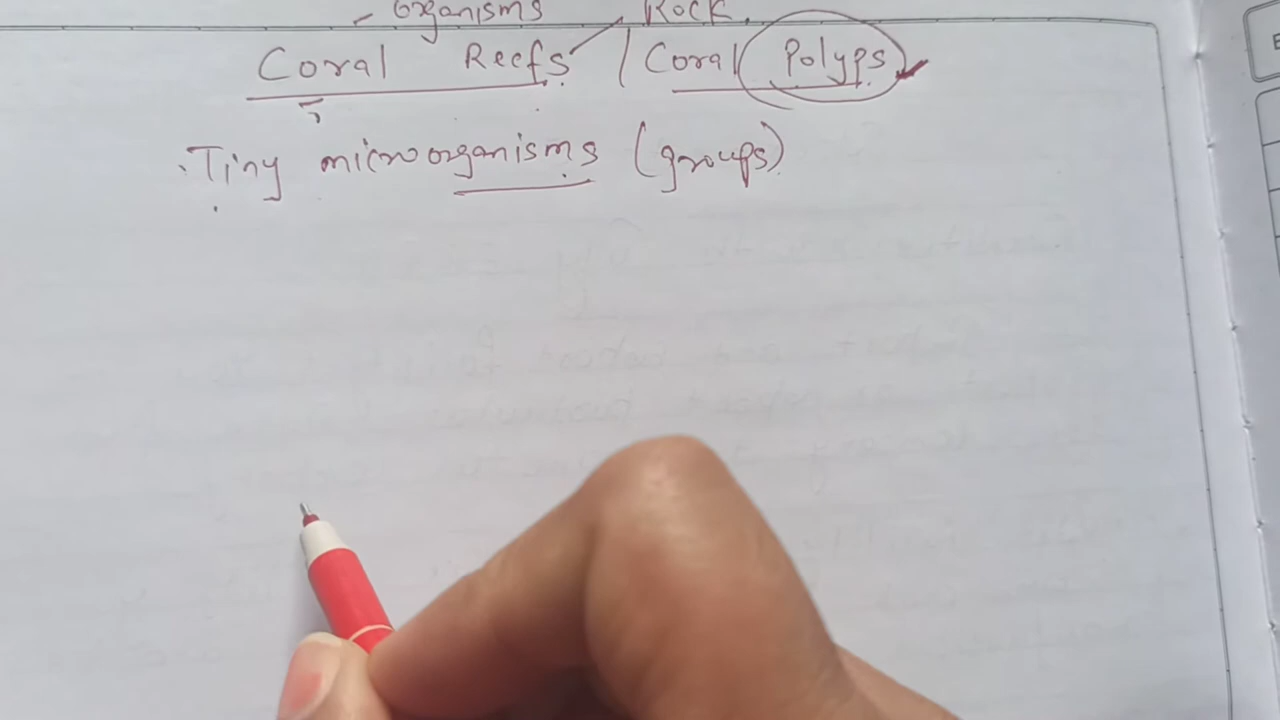 - organisms Rock.
Coral Reefs / Coral Polyps
. Tiny microorganisms (groups)